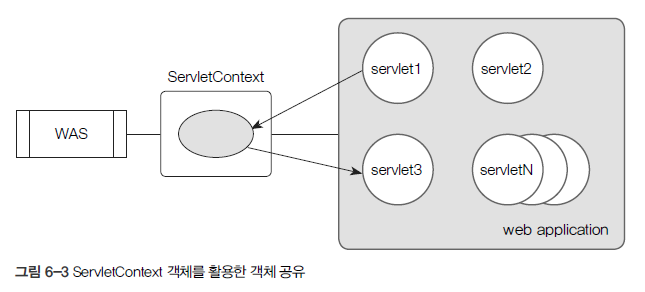 ServletContext
servlet1
servlet2
WAS
servlet3
servletN
web application
그림 6-3 ServletContext 객체를 활용한 객체 공유